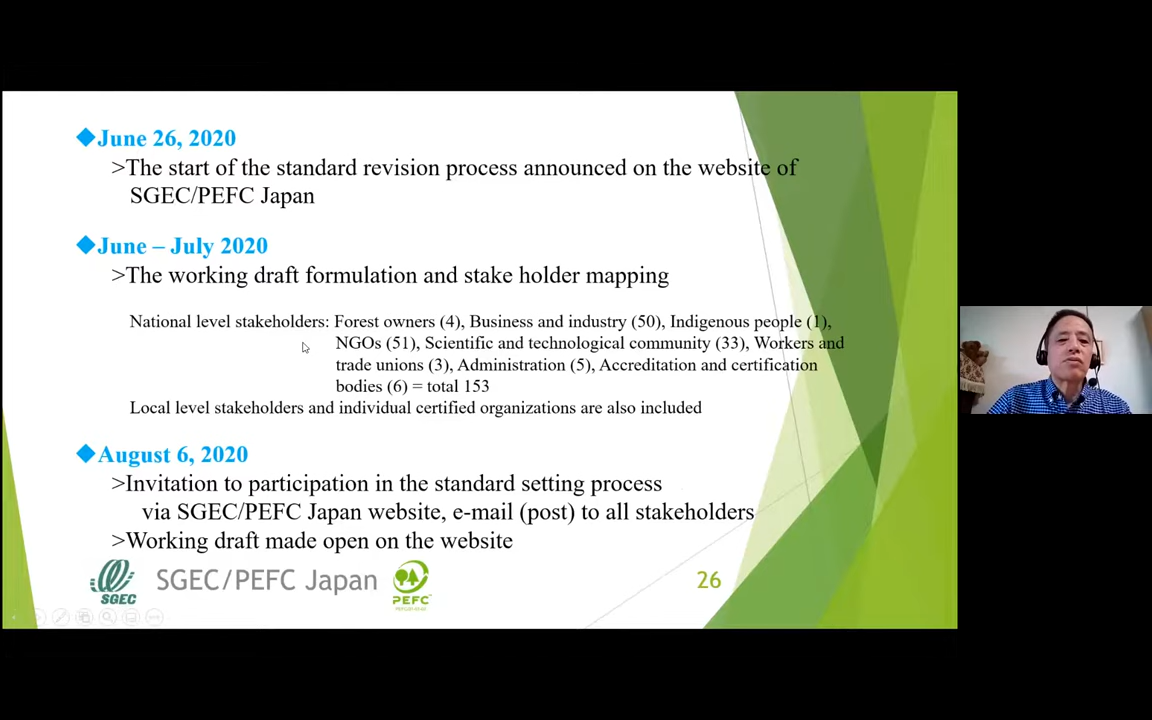 ◆June 26, 2020
>The start of the standard revision process announced on the website of
SGEC/PEFC Japan
◆June – July 2020
>The working draft formulation and stake holder mapping
National level stakeholders: Forest owners (4), Business and industry (50), Indigenous people (1),
NGOs (51), Scientific and technological community (33), Workers and
trade unions (3), Administration (5), Accreditation and certification
bodies (6) = total 153
Local level stakeholders and individual certified organizations are also included
◆August 6, 2020
>Invitation to participation in the standard setting process
via SGEC/PEFC Japan website, e-mail (post) to all stakeholders
>Working draft made open on the website
SGEC
SGEC/PEFC Japan
PEFC
26